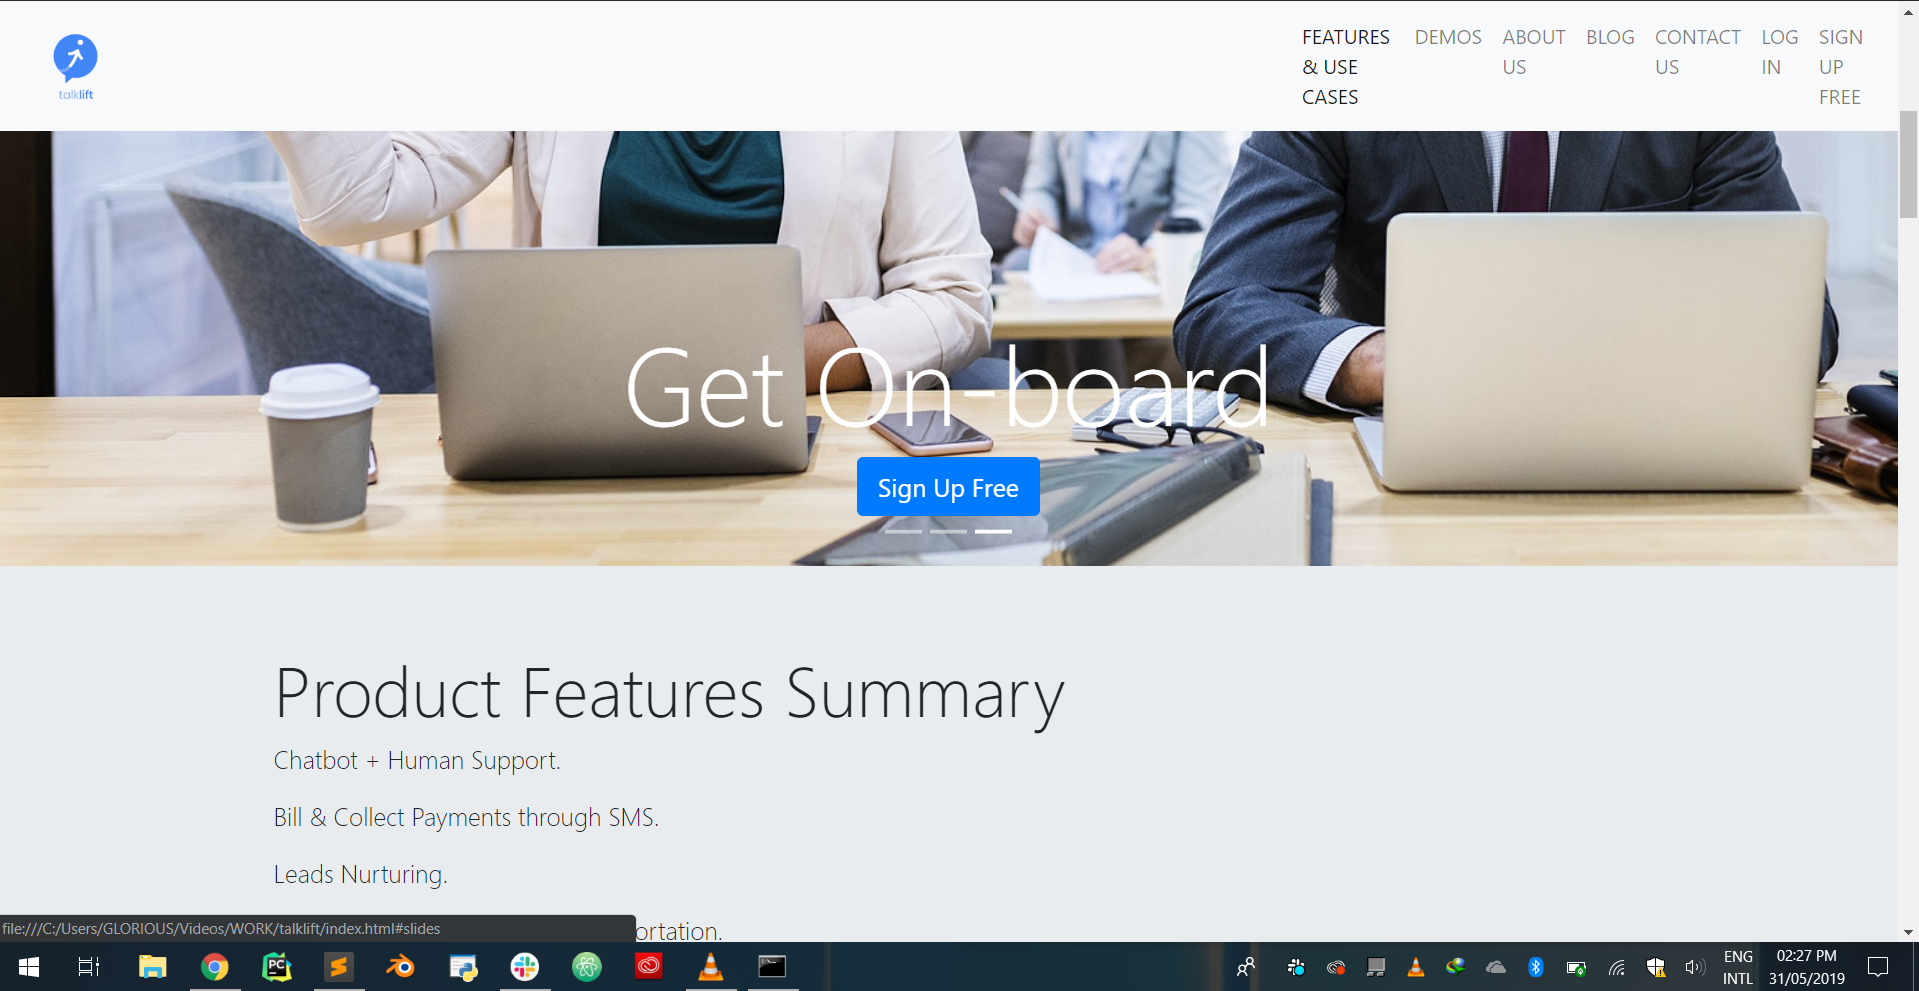 talklift
FEATURES
& USE
CASES
DEMOS
ABOUT
US
BLOG
CONTACT
US
LOG
IN
SIGN
UP
FREE
Get On-board
Sign Up Free
Product Features Summary
Chatbot + Human Support.
Bill & Collect Payments through SMS.
Leads Nurturing.
ortation.
file:///C:/Users/GLORIOUS/Videos/WORK/talklift/index.html#slides
PC
ENG
INTL
02:27 PM
31/05/2019